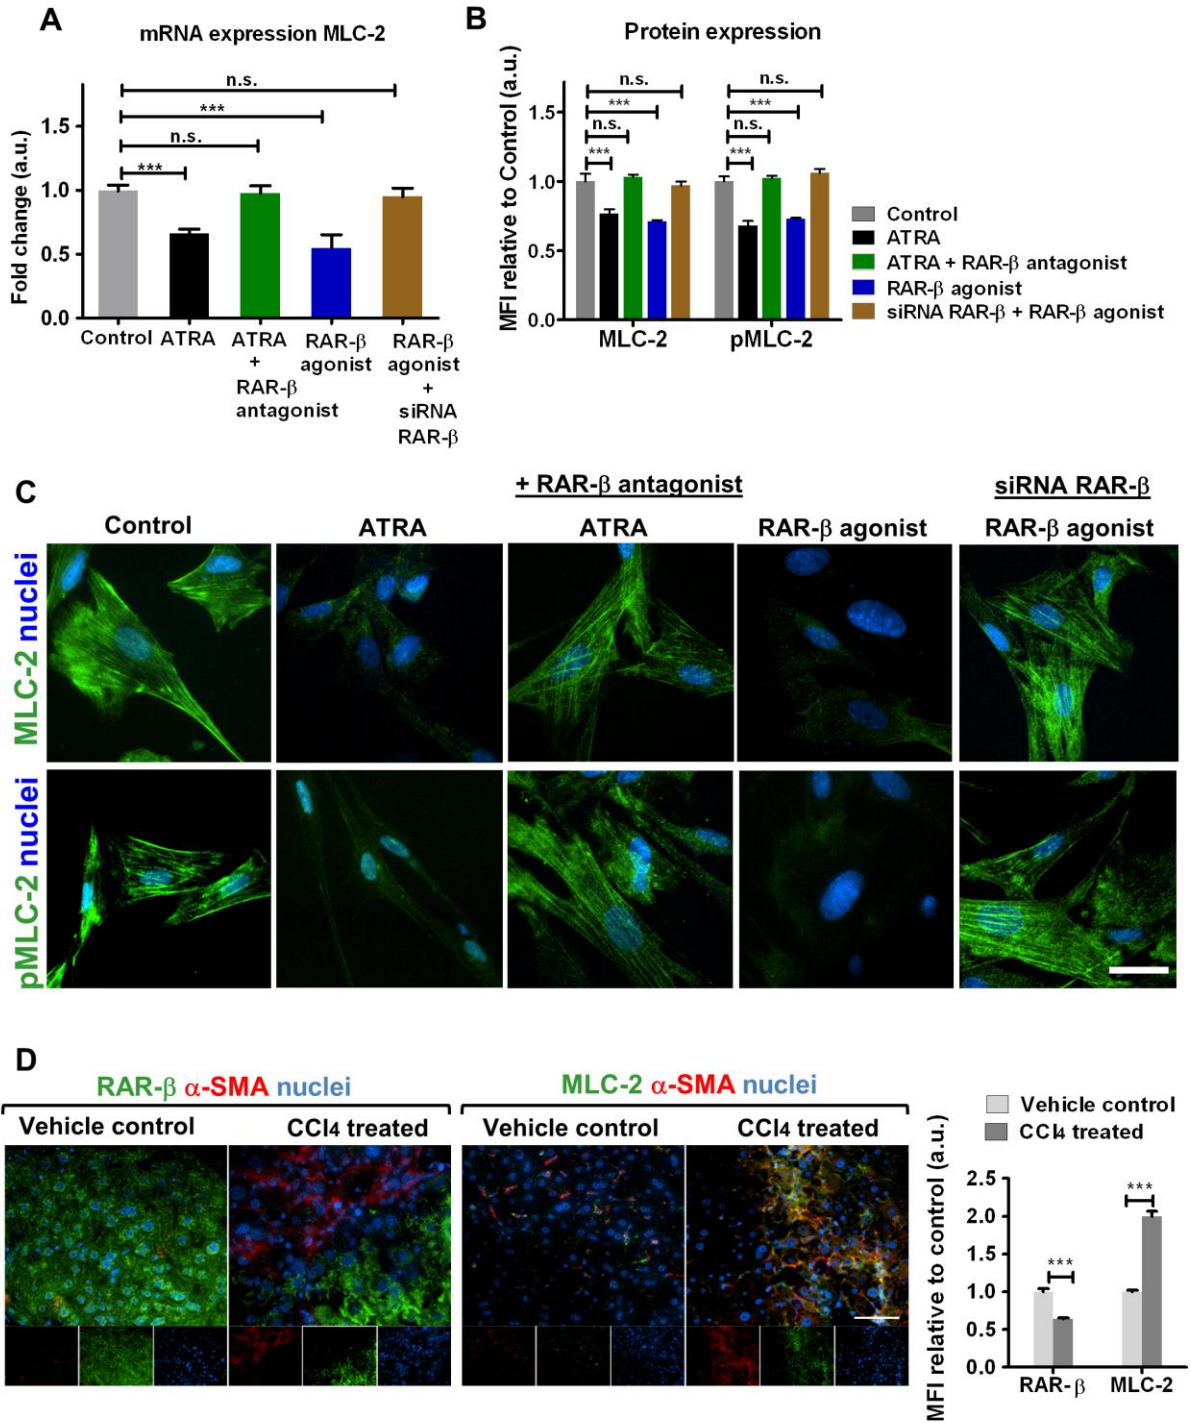 A
mRNA expression MLC-2
Fold change (a.u.)
1.5
1.0
0.5
0.0
n.s.
***
n.s.
***
Control
ATRA
ATRA
+
RAR-β
antagonist
RAR-β
agonist
RAR-β
agonist
+
siRNA
RAR-β
B
Protein expression
MFI relative to Control (a.u.)
1.5
1.0
0.5
0.0
n.s.
***
n.s.
***
n.s.
***
n.s.
***
MLC-2
pMLC-2
Control
ATRA
ATRA + RAR-β antagonist
RAR-β agonist
siRNA RAR-β + RAR-β agonist
C
+ RAR-β antagonist
siRNA RAR-β
Control
ATRA
ATRA
RAR-β agonist
RAR-β agonist
MLC-2 nuclei
pMLC-2 nuclei
D
RAR-β α-SMA nuclei
MLC-2 α-SMA nuclei
Vehicle control
CCl4 treated
Vehicle control
CCl4 treated
Vehicle control
CCl4 treated
MFI relative to control (a.u.)
2.5
2.0
1.5
1.0
0.5
0.0
***
***
RAR-β
MLC-2